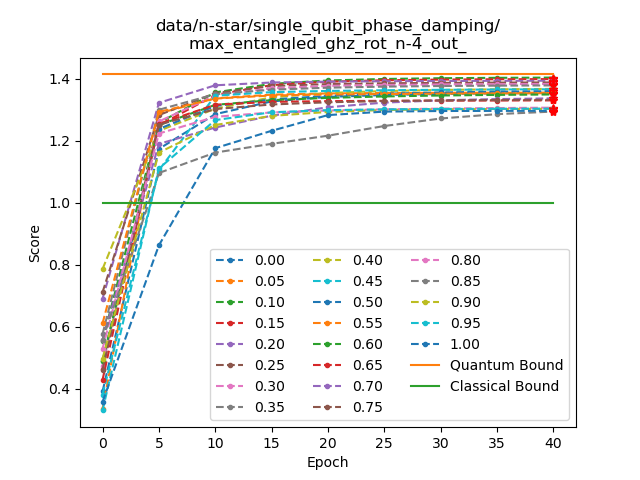 data/n-star/single_qubit_phase_damping/
max_entangled_ghz_rot_n-4_out_
Score
1.4
1.2
1.0
0.8
0.6
0.4
0.00 0.40 0.80
0.05 0.45 0.85
0.10 0.50 0.90
0.15 0.55 0.95
0.20 0.60 1.00
0.25 0.65 Quantum Bound
0.30 0.70 Classical Bound
0.35 0.75
0 5 10 15 20 25 30 35 40
Epoch